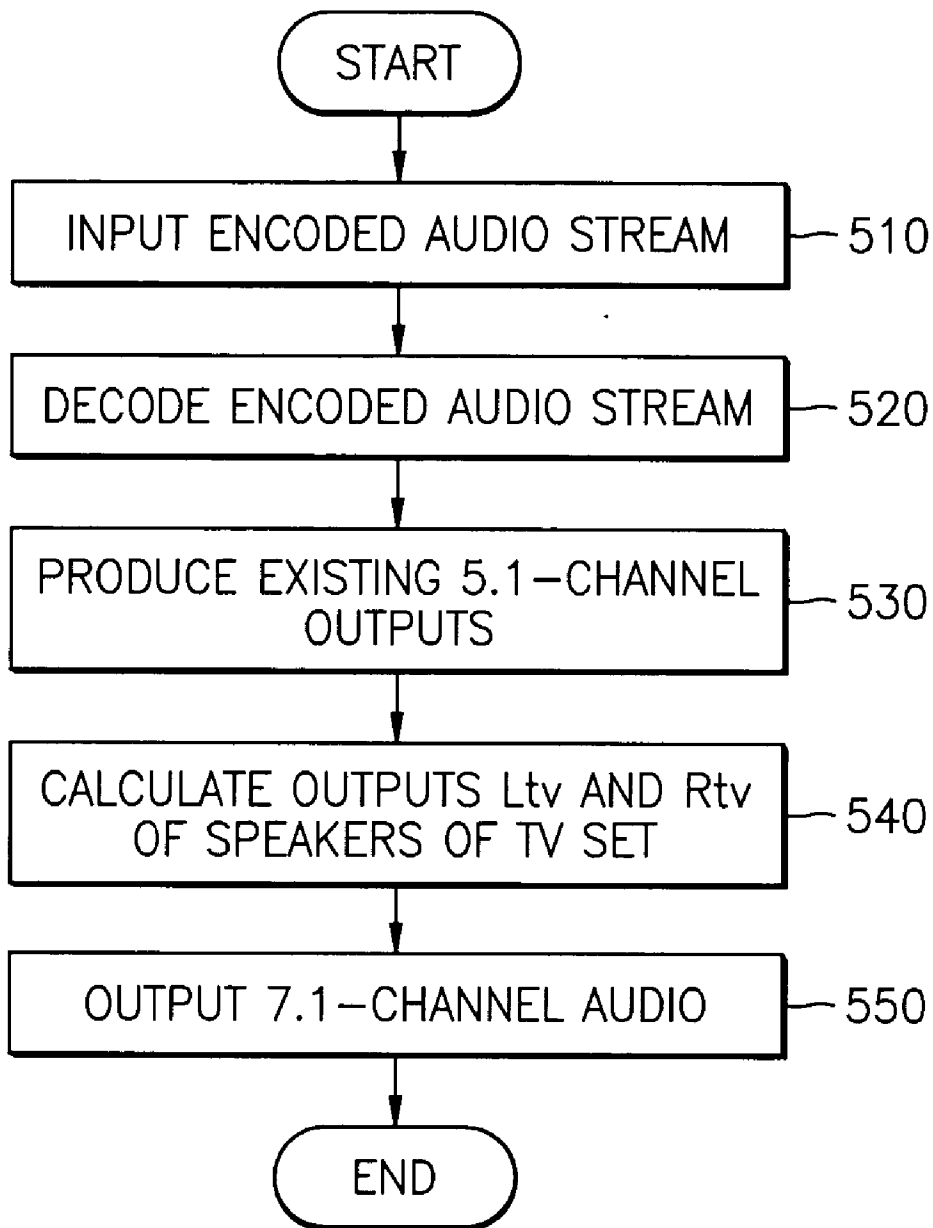 START
INPUT ENCODED AUDIO STREAM 510
DECODE ENCODED AUDIO STREAM 520
PRODUCE EXISTING 5.1-CHANNEL
OUTPUTS
530
CALCULATE OUTPUTS Ltv AND Rtv
OF SPEAKERS OF TV SET
540
OUTPUT 7.1-CHANNEL AUDIO 550
END